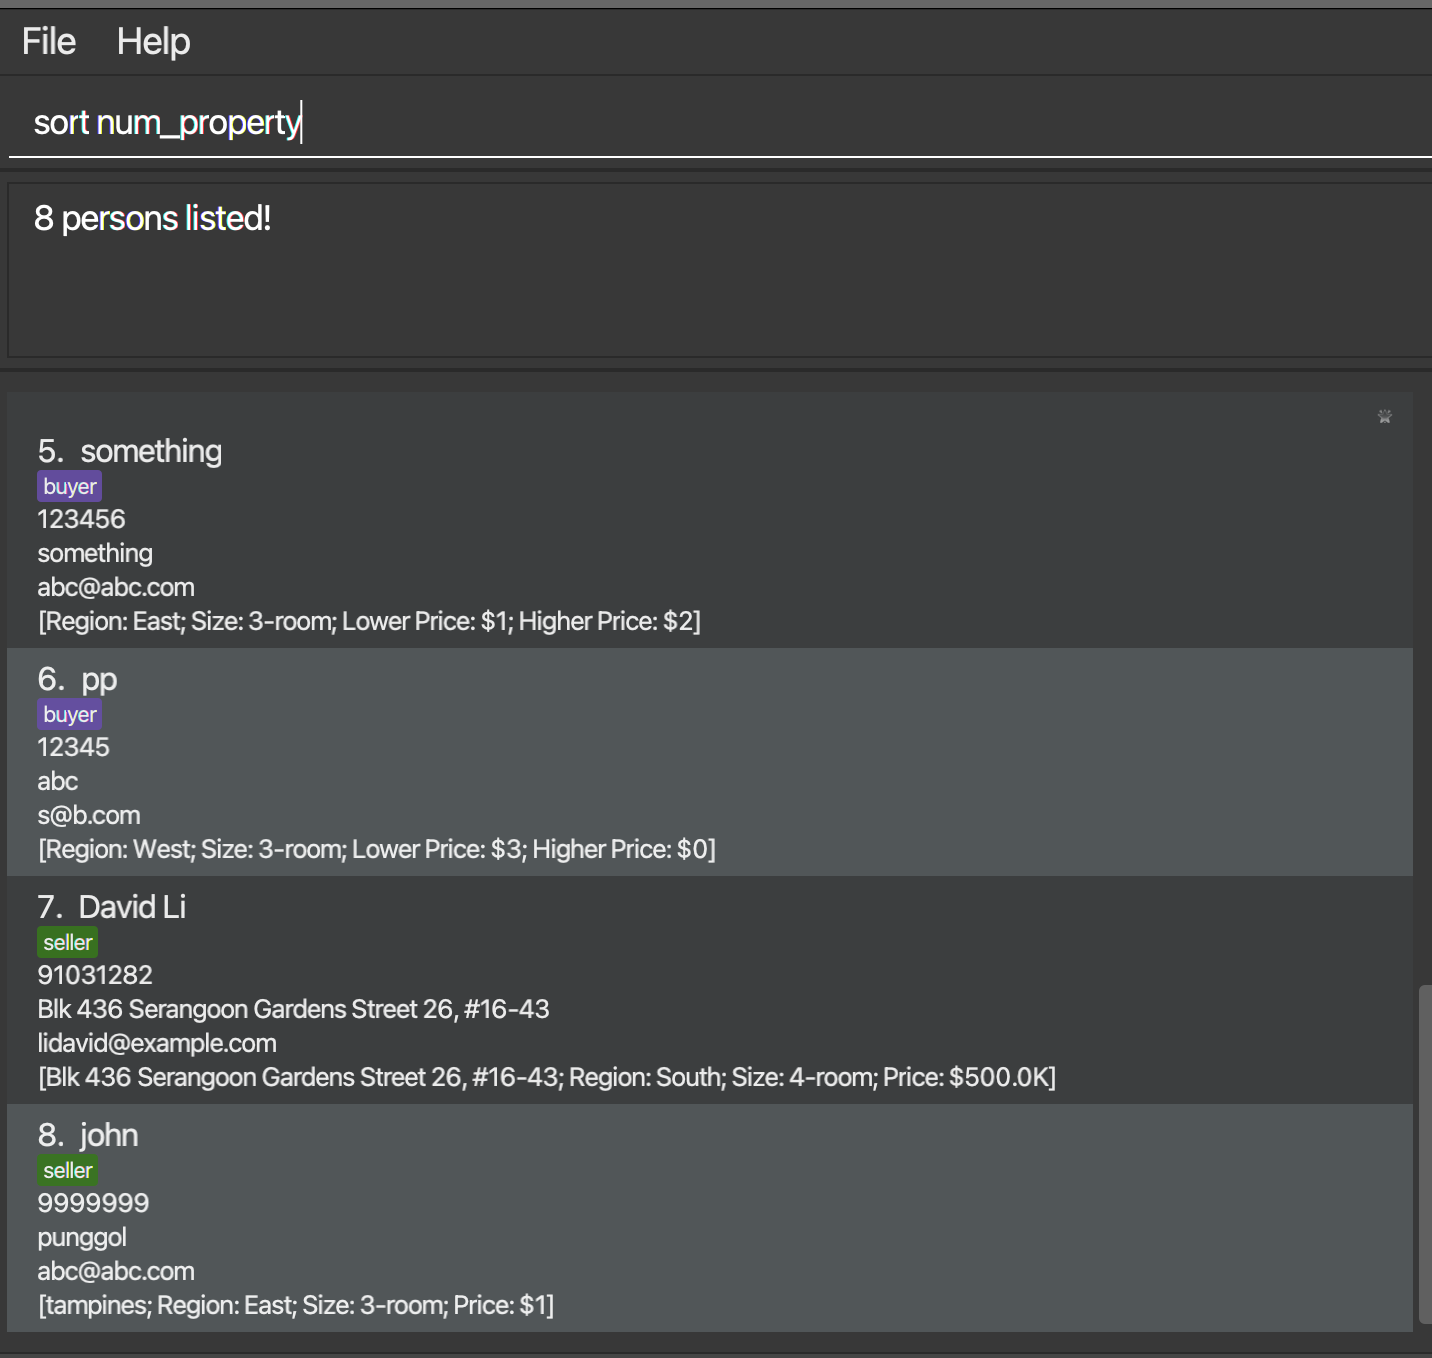 File Help
sort num_property
8 persons listed!
5. something
buyer
123456
something
abc@abc.com
[Region: East; Size: 3-room; Lower Price: $1; Higher Price: $2]
6. pp
buyer
12345
abc
s@b.com
[Region: West; Size: 3-room; Lower Price: $3; Higher Price: $0]
7. David Li
seller
91031282
Blk 436 Serangoon Gardens Street 26, #16-43
lidavid@example.com
[Blk 436 Serangoon Gardens Street 26, #16-43; Region: South; Size: 4-room; Price: $500.0K]
8. john
seller
9999999
punggol
abc@abc.com
[tampines; Region: East; Size: 3-room; Price: $1]